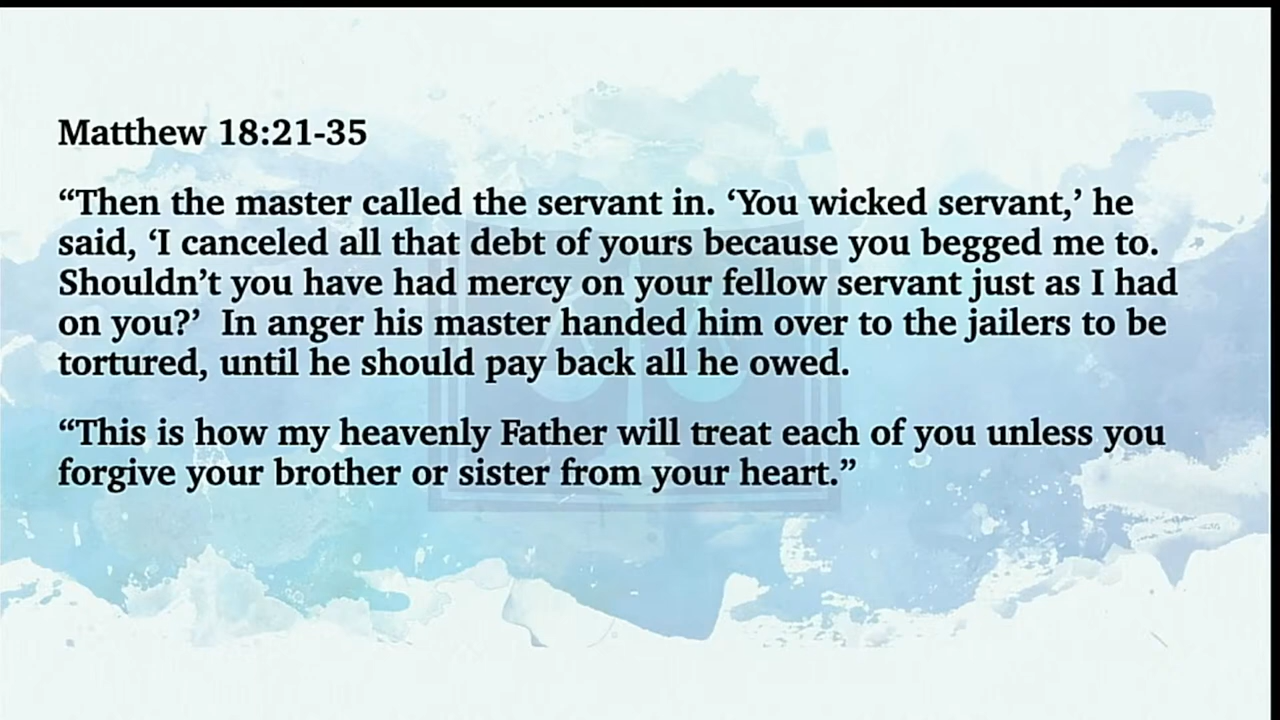 Matthew 18:21-35
“Then the master called the servant in. ‘You wicked servant,’ he
said, ‘I canceled all that debt of yours because you begged me to.
Shouldn’t you have had mercy on your fellow servant just as I had
on you?’  In anger his master handed him over to the jailers to be
tortured, until he should pay back all he owed.
“This is how my heavenly Father will treat each of you unless you
forgive your brother or sister from your heart.”